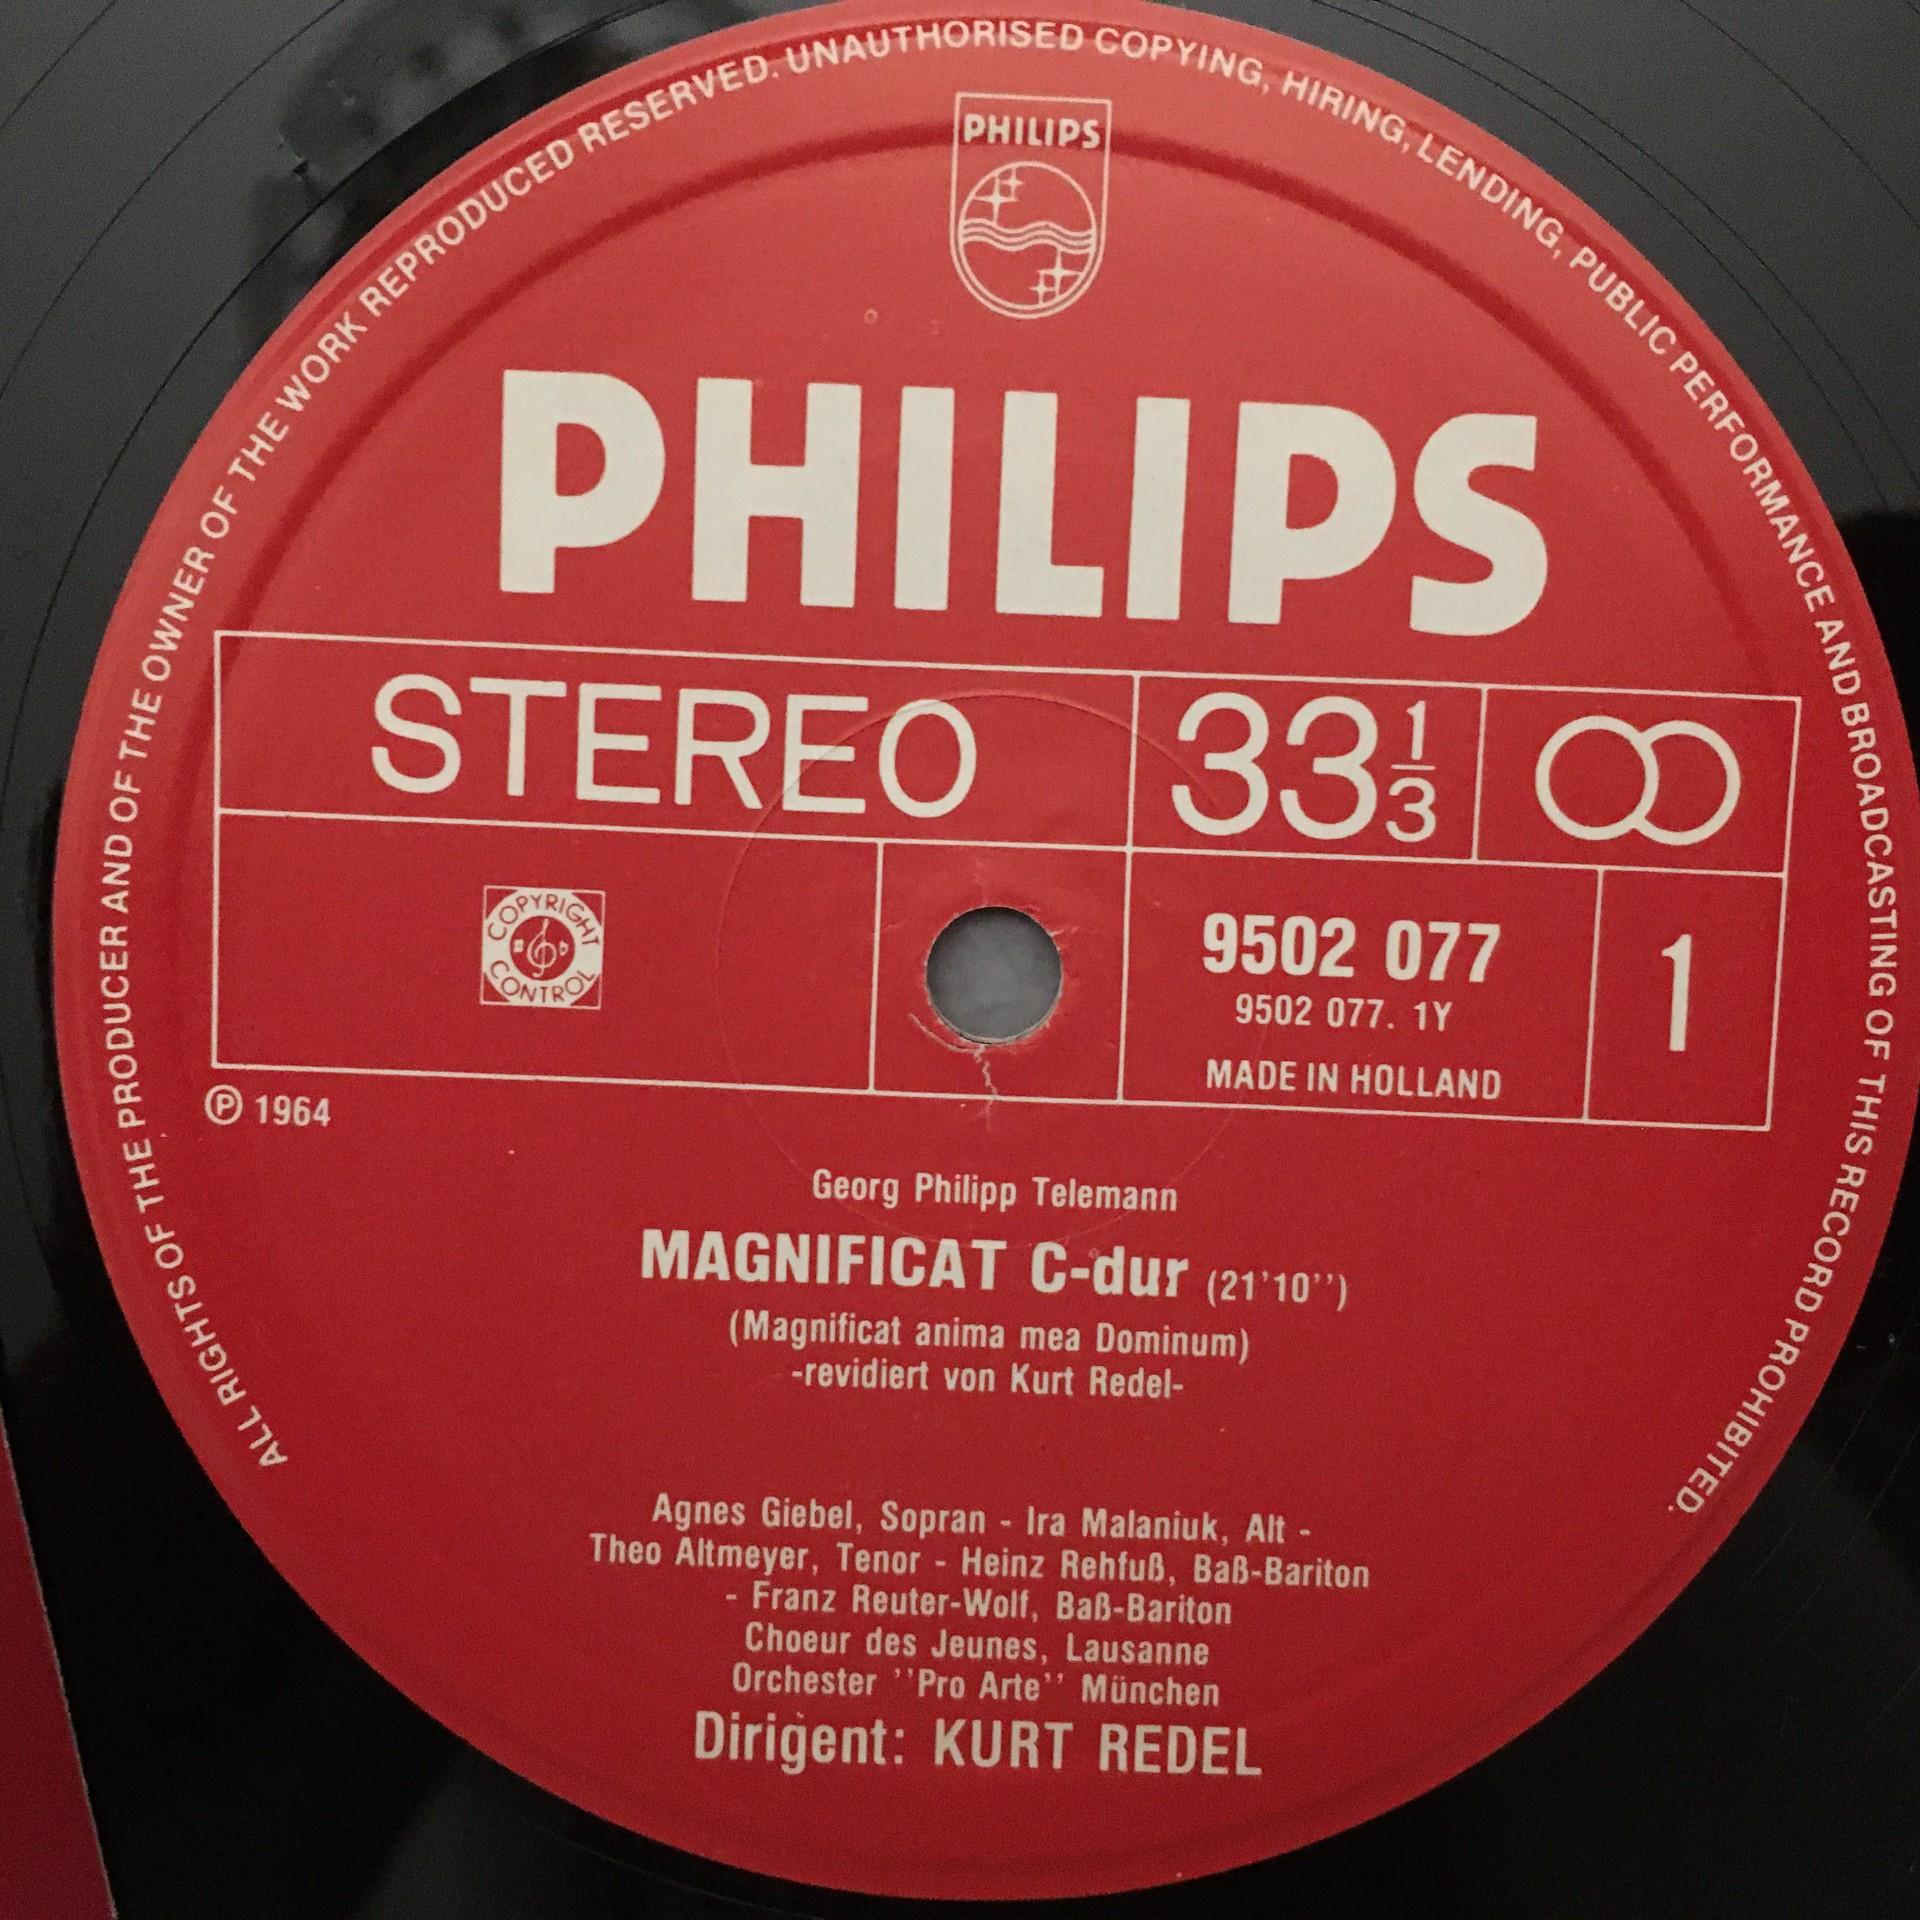 ALL RIGHTS OF THE PRODUCER AND OF THE OWNER OF THE WORK REPRODUCED RESERVED. UNAUTHORISED COPYING, HIRING, LENDING, PUBLIC PERFORMANCE AND BROADCASTING OF THIS RECORD PROHIBITED.
PHILIPS
PHILIPS
STEREO 33 1/3
COPYRIGHT
CONTROL
9502 077
9502 077. 1Y
MADE IN HOLLAND
1
Ⓟ 1964
Georg Philipp Telemann
MAGNIFICAT C-dur (21'10'')
(Magnificat anima mea Dominum)
-revidiert von Kurt Redel-
Agnes Giebel, Sopran - Ira Malaniuk, Alt -
Theo Altmeyer, Tenor - Heinz Rehfuß, Baß-Bariton
- Franz Reuter-Wolf, Baß-Bariton
Choeur des Jeunes, Lausanne
Orchester ''Pro Arte'' München
Dirigent: KURT REDEL